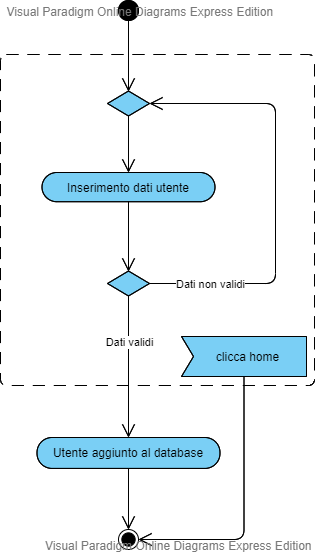 Visual Paradigm Online Diagrams Express Edition
Inserimento dati utente
Dati non validi
Dati validi
clicca home
Utente aggiunto al database
Visual Paradigm Online Diagrams Express Edition